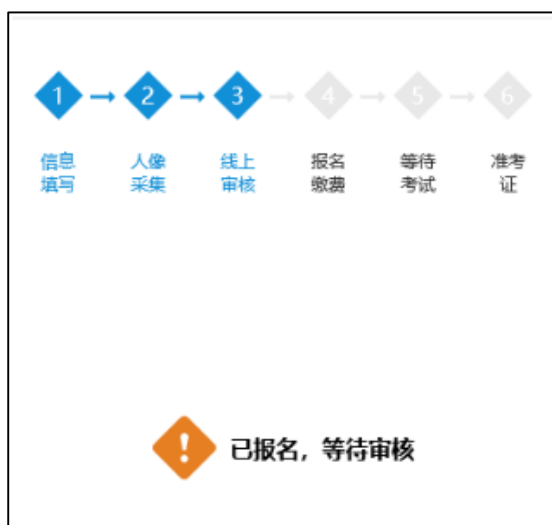 1 2 3 4 5 6
信息 人像 线上 报名 等待 准考
填写 采集 审核 缴费 考试 证
! 已报名，等待审核